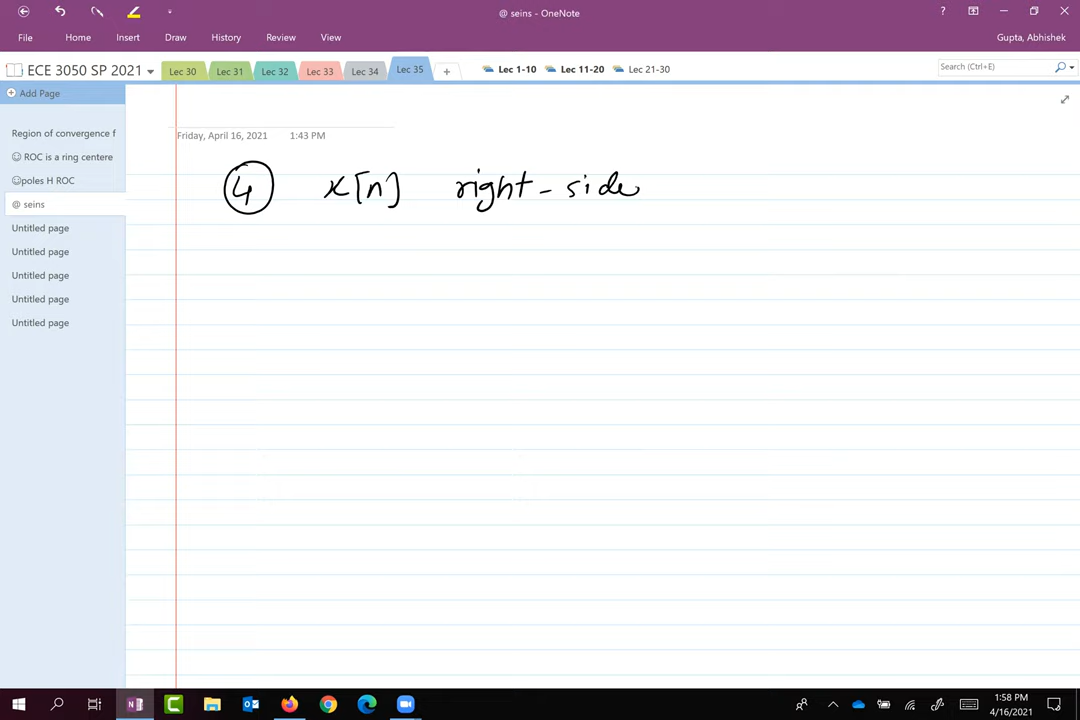 @ seins - OneNote
?
File Home Insert Draw History Review View
Gupta, Abhishek
ECE 3050 SP 2021
Lec 30 Lec 31 Lec 32 Lec 33 Lec 34 Lec 35 + Lec 1-10 Lec 11-20 Lec 21-30
Search (Ctrl+E)
+ Add Page
Region of convergence f
ROC is a ring centere
poles H ROC
@ seins
Untitled page
Untitled page
Untitled page
Untitled page
Untitled page
Friday, April 16, 2021 1:43 PM
4 x[n] right-side
1:58 PM
4/16/2021